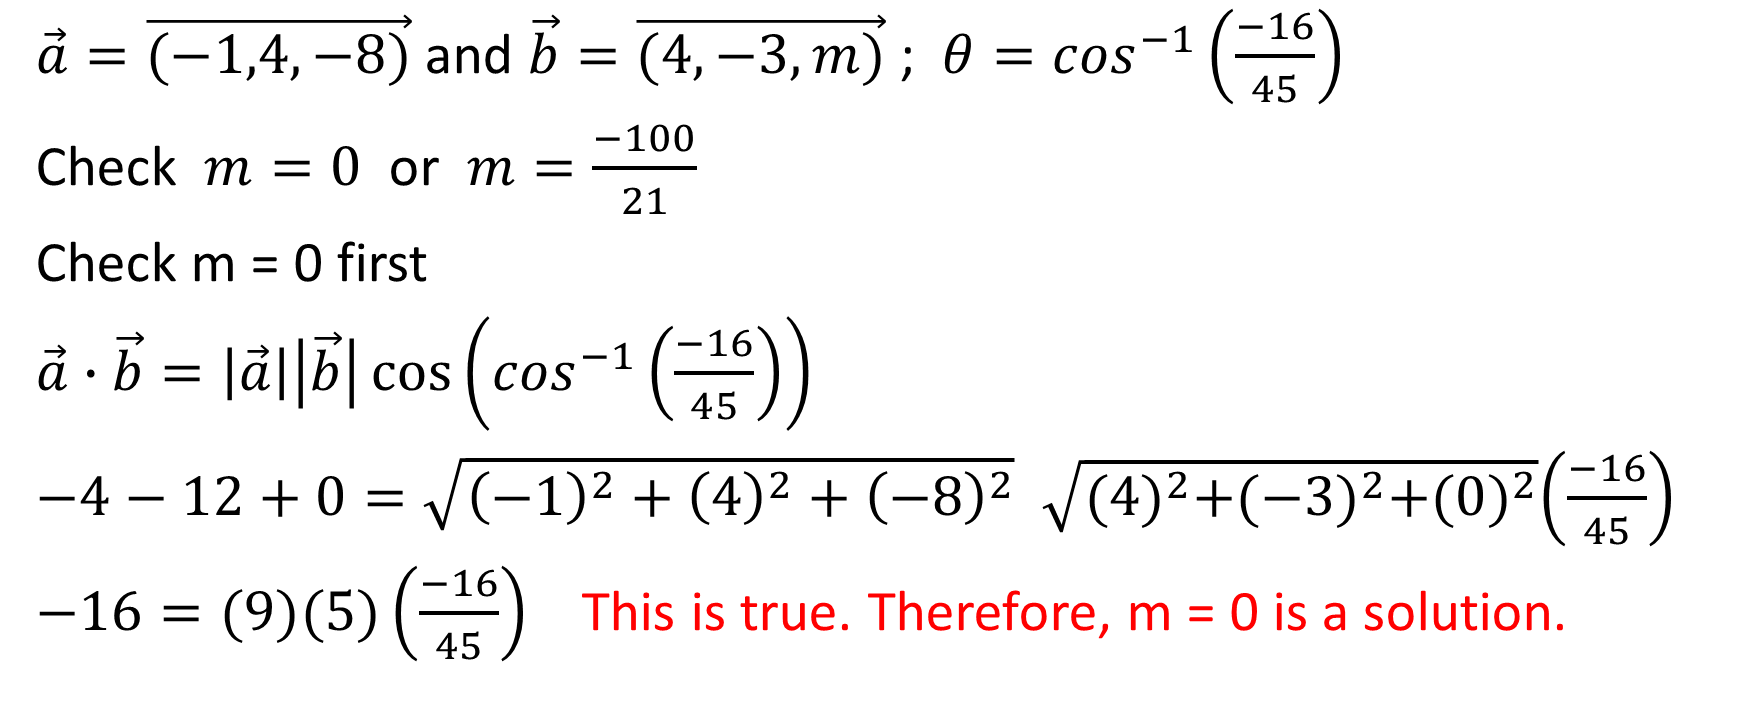 a⃗ = (−1,4,−8)⃗ and b⃗ = (4,−3,m)⃗ ; θ = cos⁻¹(−16/45)
Check m = 0 or m = −100/21
Check m = 0 first
a⃗ · b⃗ = |a⃗||b⃗| cos(cos⁻¹(−16/45))
−4 − 12 + 0 = √((−1)² + (4)² + (−8)²) √((4)²+(−3)²+(0)²)(−16/45)
−16 = (9)(5)(−16/45) This is true. Therefore, m = 0 is a solution.